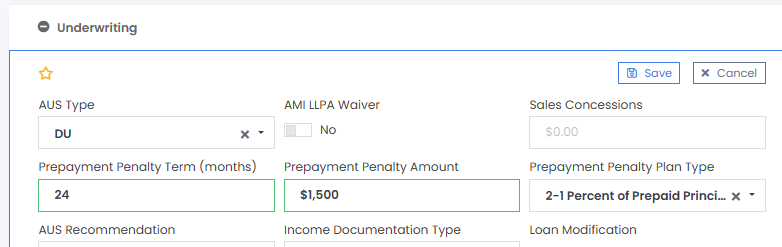 Underwriting
Save Cancel
AUS Type AMI LLPA Waiver Sales Concessions
DU No $0.00
Prepayment Penalty Term (months) Prepayment Penalty Amount Prepayment Penalty Plan Type
24 $1,500 2-1 Percent of Prepaid Princi...
AUS Recommendation Income Documentation Type Loan Modification